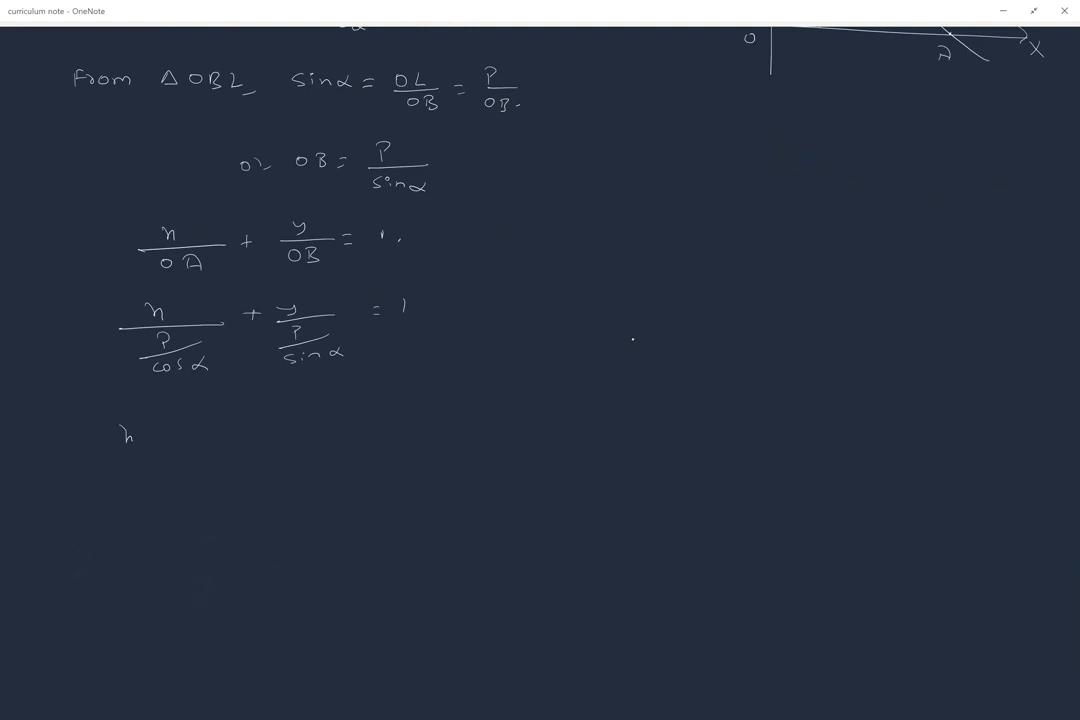 curriculum note - OneNote
α
O
A
X
From △ OBL, sinα = OL/OB = P/OB.
or OB = P/sinα
x/OA + y/OB = 1.
x/(P/cosα) + y/(P/sinα) = 1
x